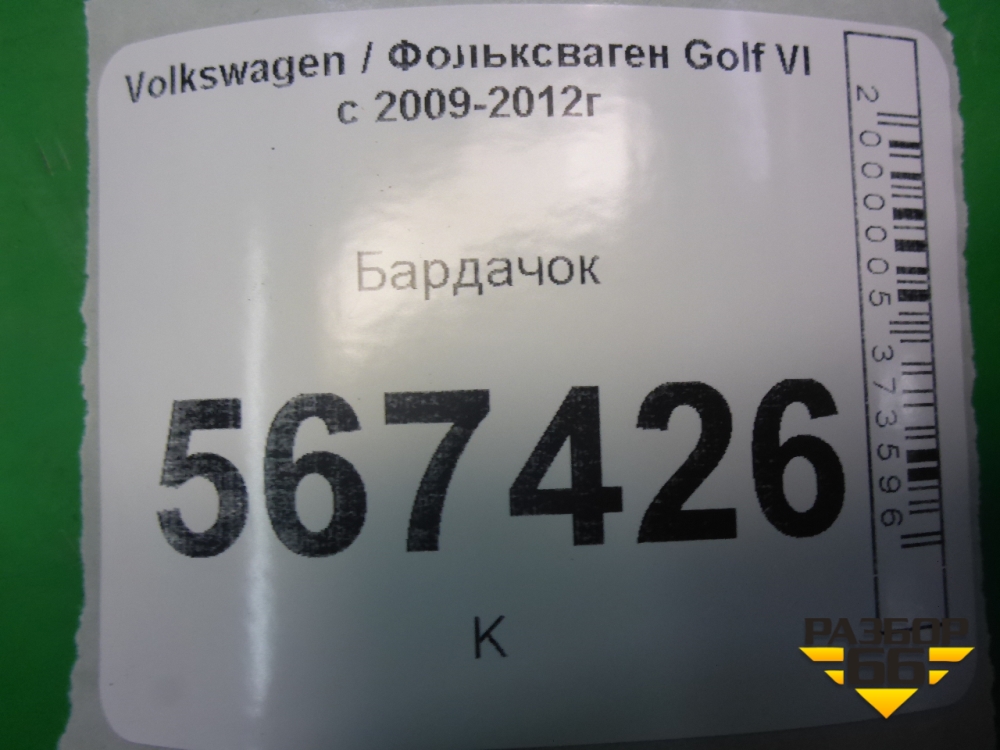 Volkswagen / Фольксваген Golf VI
с 2009-2012г
Бардачок
567426
К
2000005373596
РАЗБОР
66